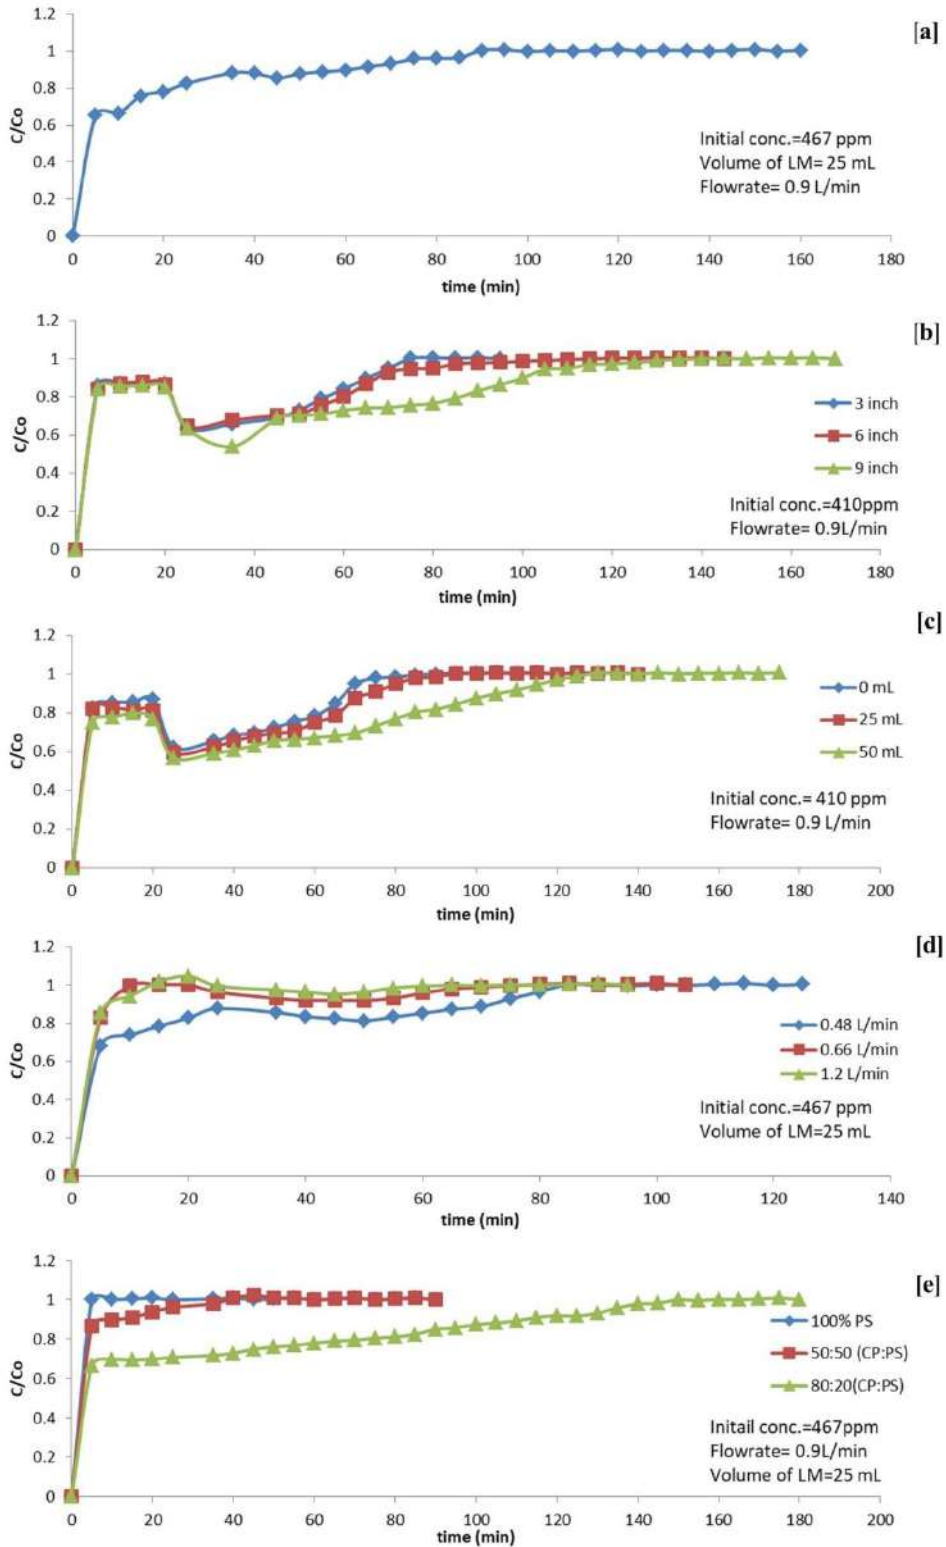 [a]
1.2
1
0.8
0.6
0.4
0.2
0
C/Co
Initial conc.=467 ppm
Volume of LM= 25 mL
Flowrate= 0.9 L/min
0 20 40 60 80 100 120 140 160 180
time (min)
[b]
1.2
1
0.8
0.6
0.4
0.2
0
C/Co
3 inch
6 inch
9 inch
Initial conc.=410ppm
Flowrate= 0.9L/min
0 20 40 60 80 100 120 140 160 180
time (min)
[c]
1.2
1
0.8
0.6
0.4
0.2
0
C/Co
0 mL
25 mL
50 mL
Initial conc.= 410 ppm
Flowrate= 0.9 L/min
0 20 40 60 80 100 120 140 160 180 200
time (min)
[d]
1.2
1
0.8
0.6
0.4
0.2
0
C/Co
0.48 L/min
0.66 L/min
1.2 L/min
Initial conc.=467 ppm
Volume of LM=25 mL
0 20 40 60 80 100 120 140
time (min)
[e]
1.2
1
0.8
0.6
0.4
0.2
0
C/Co
100% PS
50:50 (CP:PS)
80:20(CP:PS)
Initail conc.=467ppm
Flowrate= 0.9L/min
Volume of LM=25 mL
0 20 40 60 80 100 120 140 160 180 200
time (min)